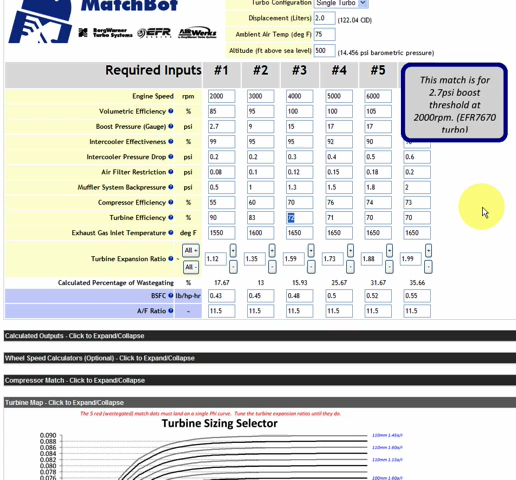 MatchBot
BorgWarner Turbo Systems EFR AirWerks
Turbo Configuration Single Turbo
Displacement (Liters) 2.0 (122.04 CID)
Ambient Air Temp (deg F) 75
Altitude (ft above sea level) 500 (14.456 psi barometric pressure)
Required Inputs #1 #2 #3 #4 #5
This match is for
2.7psi boost
threshold at
2000rpm. (EFR7670
turbo)
Engine Speed rpm 2000 3000 4000 5000 6000
Volumetric Efficiency % 85 95 100 100 105
Boost Pressure (Gauge) psi 2.7 9 15 17 17
Intercooler Effectiveness % 99 95 95 92 90
Intercooler Pressure Drop psi 0.2 0.2 0.3 0.4 0.5 0.6
Air Filter Restriction psi 0.08 0.1 0.12 0.15 0.18 0.2
Muffler System Backpressure psi 0.5 1 1.3 1.5 1.8 2
Compressor Efficiency % 55 60 70 76 74 73
Turbine Efficiency % 90 83 72 71 70 70
Exhaust Gas Inlet Temperature deg F 1550 1600 1650 1650 1650 1650
All +
Turbine Expansion Ratio - 1.12 1.35 1.59 1.73 1.88 1.99
All -
Calculated Percentage of Wastegating % 17.67 13 15.93 25.67 31.67 35.66
BSFC lb/hp-hr 0.43 0.45 0.48 0.5 0.52 0.55
A/F Ratio - 11.5 11.5 11.5 11.5 11.5 11.5
Calculated Outputs - Click to Expand/Collapse
Wheel Speed Calculators (Optional) - Click to Expand/Collapse
Compressor Match - Click to Expand/Collapse
Turbine Map - Click to Expand/Collapse
The 5 red (wastegated) match dots must land on a single Phi curve. Tune the turbine expansion ratios until they do.
Turbine Sizing Selector
0.090
0.088
0.086
0.084
0.082
0.080
0.078
0.076
110mm 1.45a/r